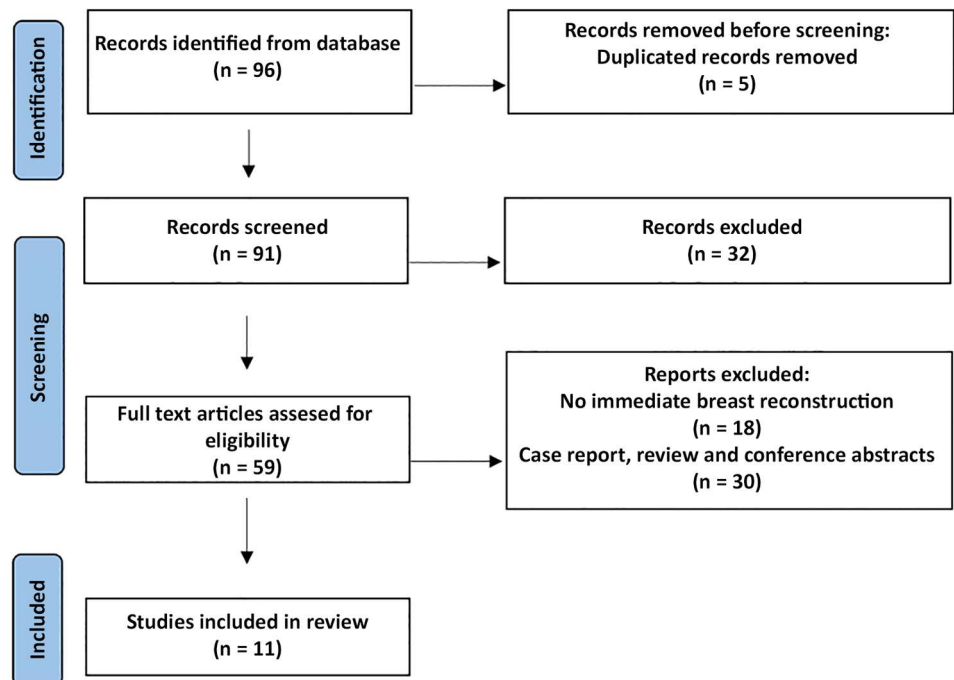 Identification
Records identified from database
(n = 96)
Records removed before screening:
Duplicated records removed
(n = 5)
Screening
Records screened
(n = 91)
Records excluded
(n = 32)
Full text articles assesed for
eligibility
(n = 59)
Reports excluded:
No immediate breast reconstruction
(n = 18)
Case report, review and conference abstracts
(n = 30)
Included
Studies included in review
(n = 11)